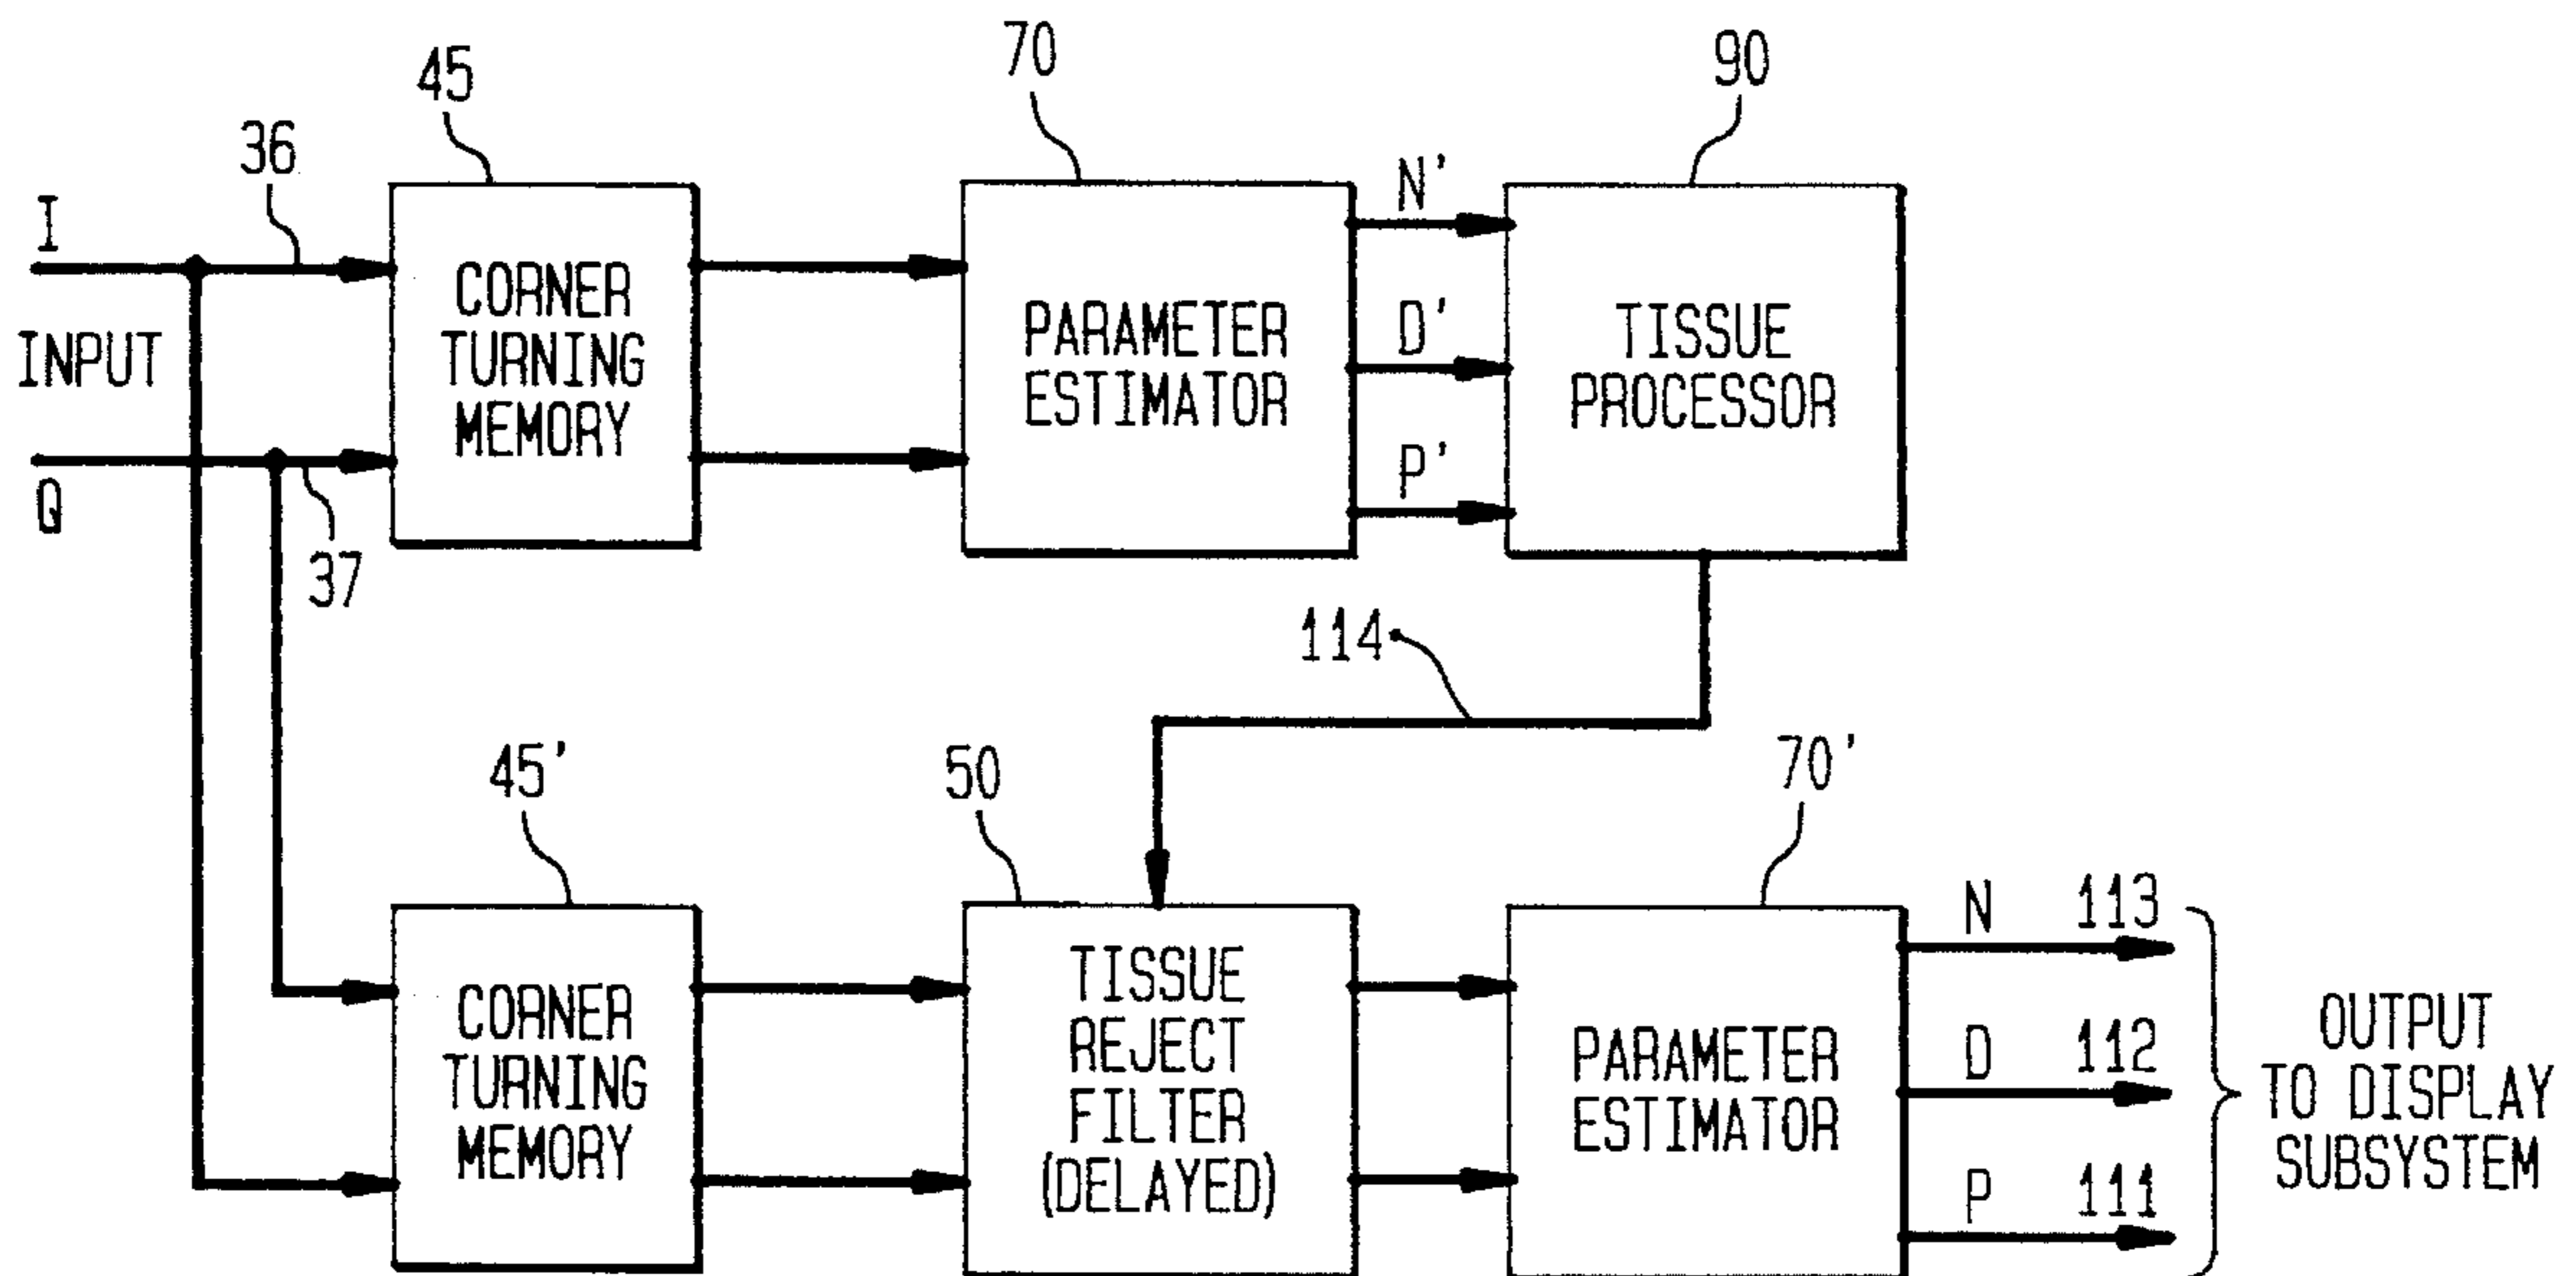 45
70
90
36
I
INPUT
Q
37
CORNER
TURNING
MEMORY
PARAMETER
ESTIMATOR
N'
D'
P'
TISSUE
PROCESSOR
114
45'
50
70'
CORNER
TURNING
MEMORY
TISSUE
REJECT
FILTER
(DELAYED)
PARAMETER
ESTIMATOR
N 113
D 112
P 111
OUTPUT
TO DISPLAY
SUBSYSTEM